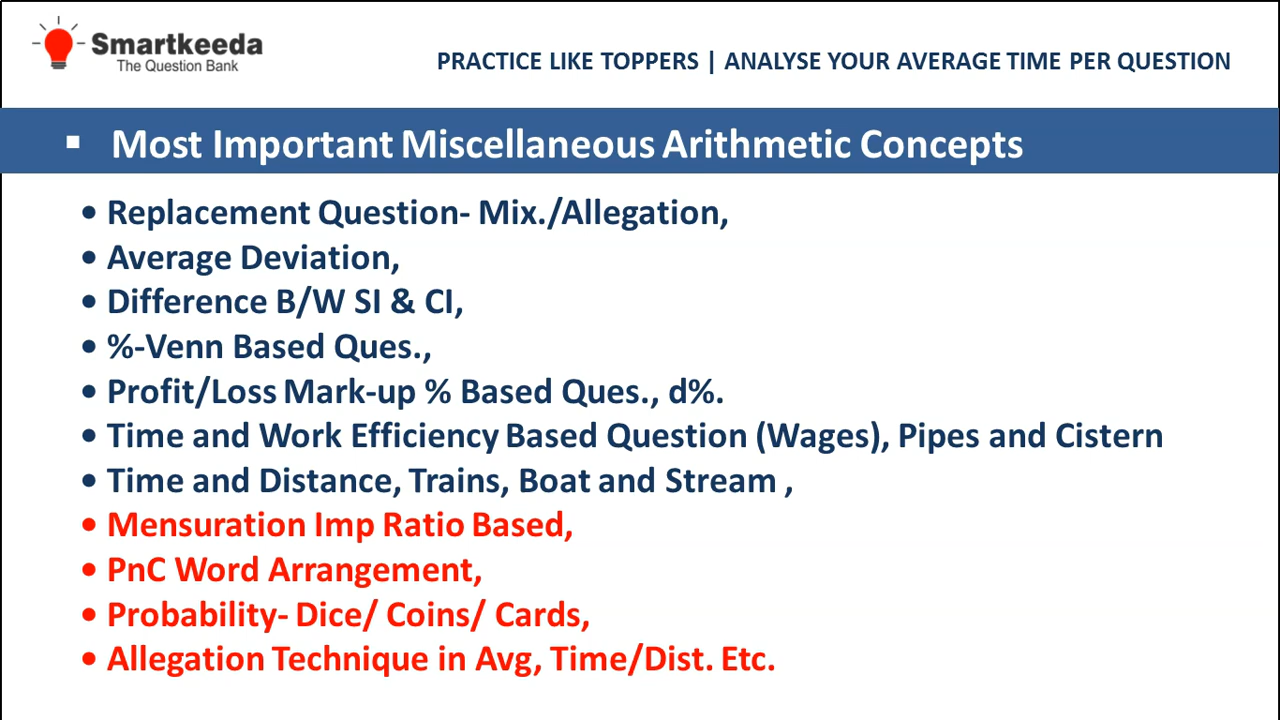 Smartkeeda
The Question Bank
PRACTICE LIKE TOPPERS | ANALYSE YOUR AVERAGE TIME PER QUESTION
▪ Most Important Miscellaneous Arithmetic Concepts
• Replacement Question- Mix./Allegation,
• Average Deviation,
• Difference B/W SI & CI,
• %-Venn Based Ques.,
• Profit/Loss Mark-up % Based Ques., d%.
• Time and Work Efficiency Based Question (Wages), Pipes and Cistern
• Time and Distance, Trains, Boat and Stream ,
• Mensuration Imp Ratio Based,
• PnC Word Arrangement,
• Probability- Dice/ Coins/ Cards,
• Allegation Technique in Avg, Time/Dist. Etc.